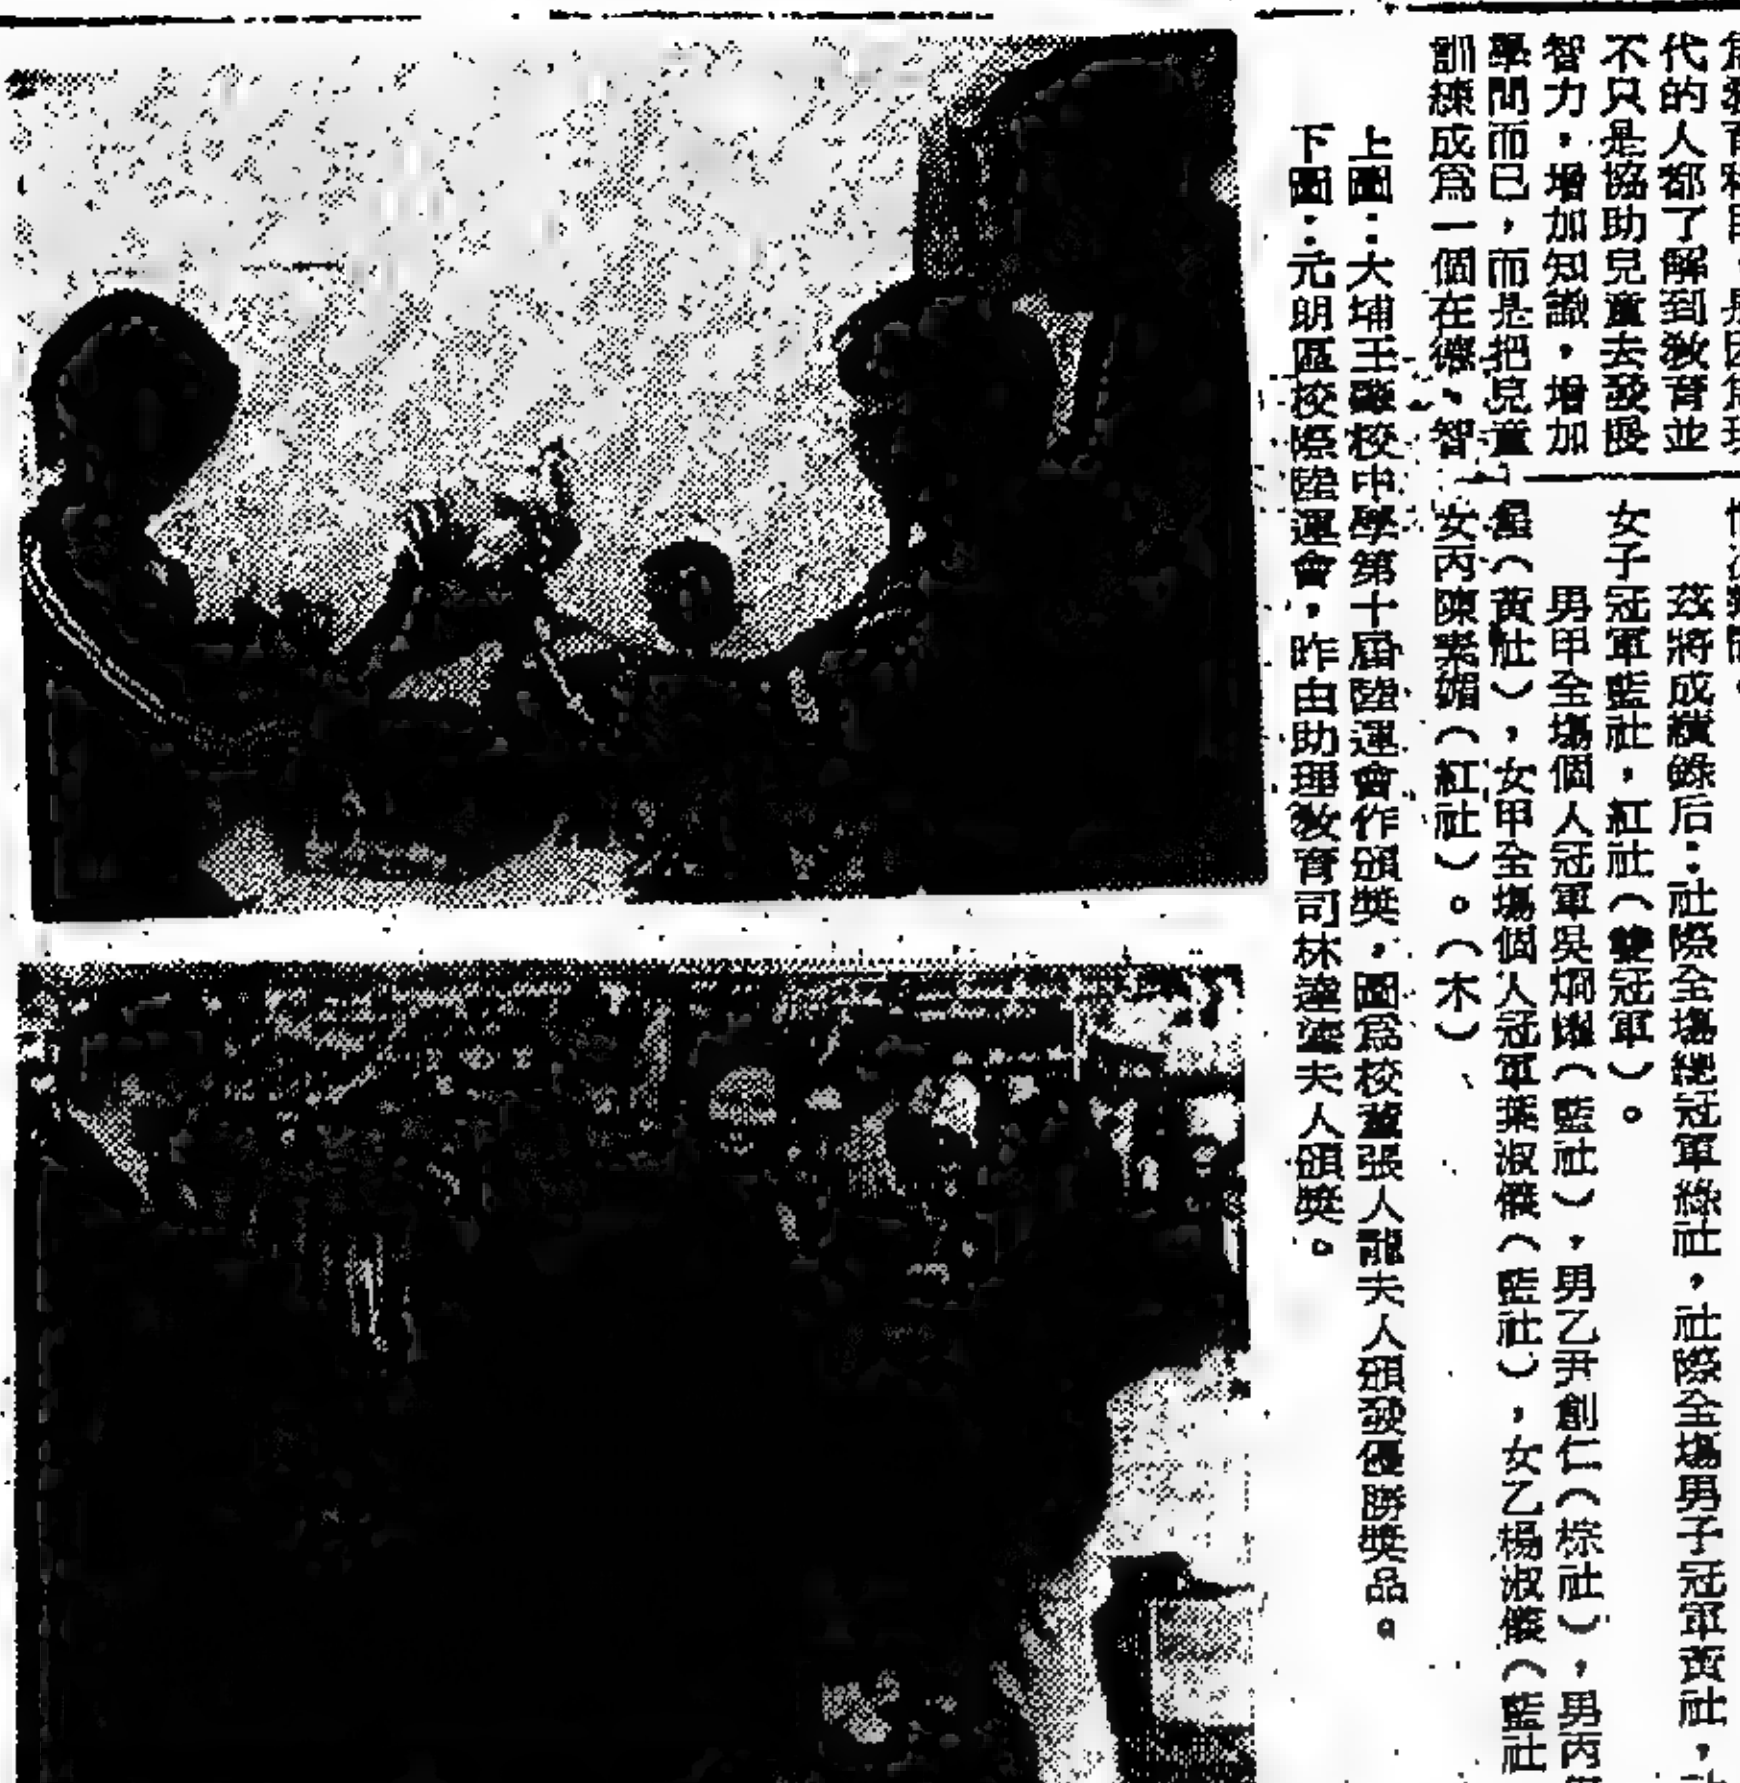 代的人都了解到教育並
不只是協助兒童去發展
智力，增加知識，增加
學問而已，而是把兒童
訓練成爲一個在德、智
茲將成績錄后：社際全塲總冠軍綠社，社際全塲男子冠軍黃社，
女子冠軍藍社，紅社（雙冠軍）。
男甲全塲個人冠軍吳烱（藍社），男乙尹創仁（棕社），男丙
（黃社），女甲全塲個人冠軍葉淑儀（藍社），女乙楊淑儀（藍社
女丙陳素媚（紅社）。（木）
上圖：大埔王肇枝中學第十屆陸運會作頒獎，圖爲校董張人龍夫人頒發優勝獎品。
下圖：元朗區校際陸運會，昨由助理教育司林達鎏夫人頒獎。